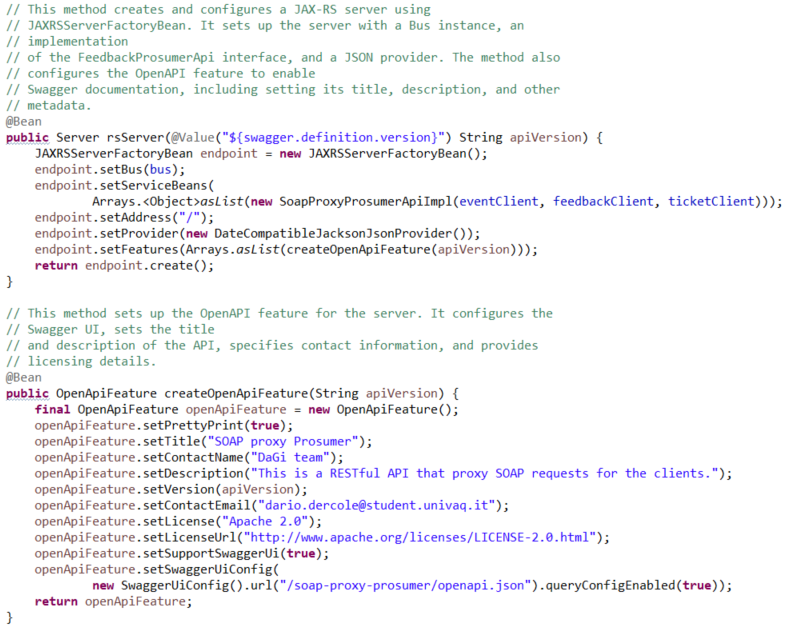 // This method creates and configures a JAX-RS server using
// JAXRSServerFactoryBean. It sets up the server with a Bus instance, an
// implementation
// of the FeedbackProsumerApi interface, and a JSON provider. The method also
// configures the OpenAPI feature to enable
// Swagger documentation, including setting its title, description, and other
// metadata.
@Bean
public Server rsServer(@Value("${swagger.definition.version}") String apiVersion) {
    JAXRSServerFactoryBean endpoint = new JAXRSServerFactoryBean();
    endpoint.setBus(bus);
    endpoint.setServiceBeans(
            Arrays.<Object>asList(new SoapProxyProsumerApiImpl(eventClient, feedbackClient, ticketClient)));
    endpoint.setAddress("/");
    endpoint.setProvider(new DateCompatibleJacksonJsonProvider());
    endpoint.setFeatures(Arrays.asList(createOpenApiFeature(apiVersion)));
    return endpoint.create();
}
// This method sets up the OpenAPI feature for the server. It configures the
// Swagger UI, sets the title
// and description of the API, specifies contact information, and provides
// licensing details.
@Bean
public OpenApiFeature createOpenApiFeature(String apiVersion) {
    final OpenApiFeature openApiFeature = new OpenApiFeature();
    openApiFeature.setPrettyPrint(true);
    openApiFeature.setTitle("SOAP proxy Prosumer");
    openApiFeature.setContactName("DaGi team");
    openApiFeature.setDescription("This is a RESTful API that proxy SOAP requests for the clients.");
    openApiFeature.setVersion(apiVersion);
    openApiFeature.setContactEmail("dario.dercole@student.univaq.it");
    openApiFeature.setLicense("Apache 2.0");
    openApiFeature.setLicenseUrl("http://www.apache.org/licenses/LICENSE-2.0.html");
    openApiFeature.setSupportSwaggerUi(true);
    openApiFeature.setSwaggerUiConfig(
            new SwaggerUiConfig().url("/soap-proxy-prosumer/openapi.json").queryConfigEnabled(true));
    return openApiFeature;
}